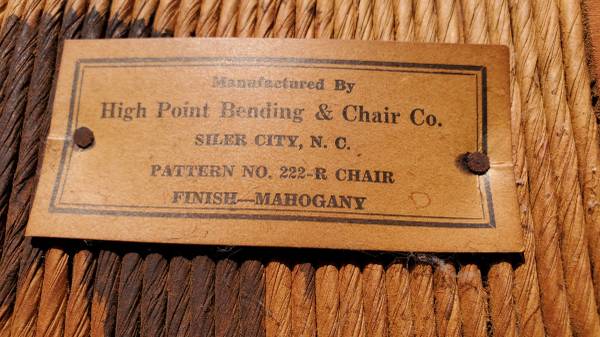 Manufactured By
High Point Bending & Chair Co.
SILER CITY, N. C.
PATTERN NO. 222-R CHAIR
FINISH—MAHOGANY